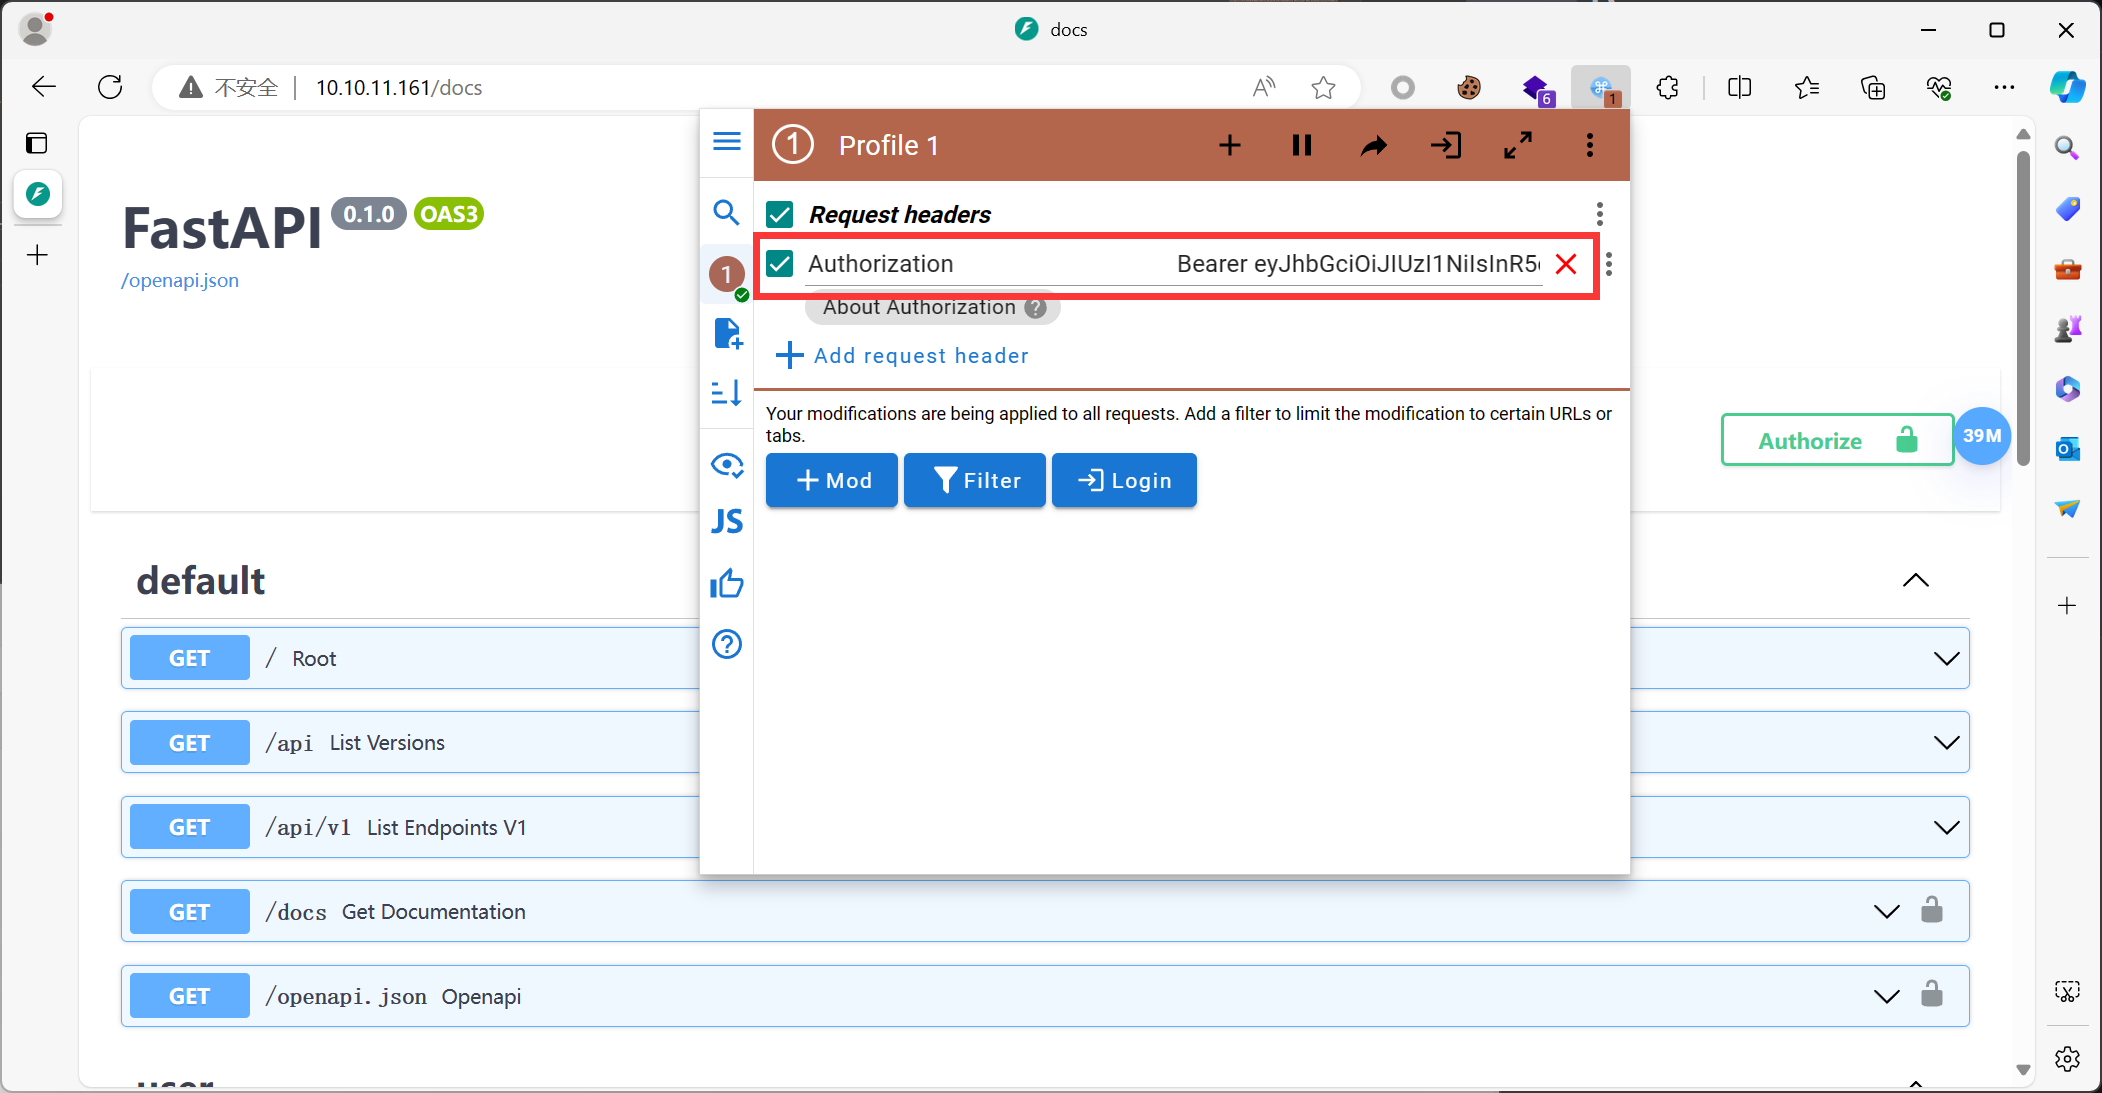 docs
不安全 10.10.11.161/docs
6
1
1 Profile 1
FastAPI 0.1.0 OAS3
/openapi.json
Request headers
1
Authorization Bearer eyJhbGciOiJIUzI1NiIsInR5
About Authorization ?
Add request header
Your modifications are being applied to all requests. Add a filter to limit the modification to certain URLs or
tabs.
Mod Filter Login
JS
Authorize
39M
default
GET / Root
GET /api List Versions
GET /api/v1 List Endpoints V1
GET /docs Get Documentation
GET /openapi.json Openapi
user